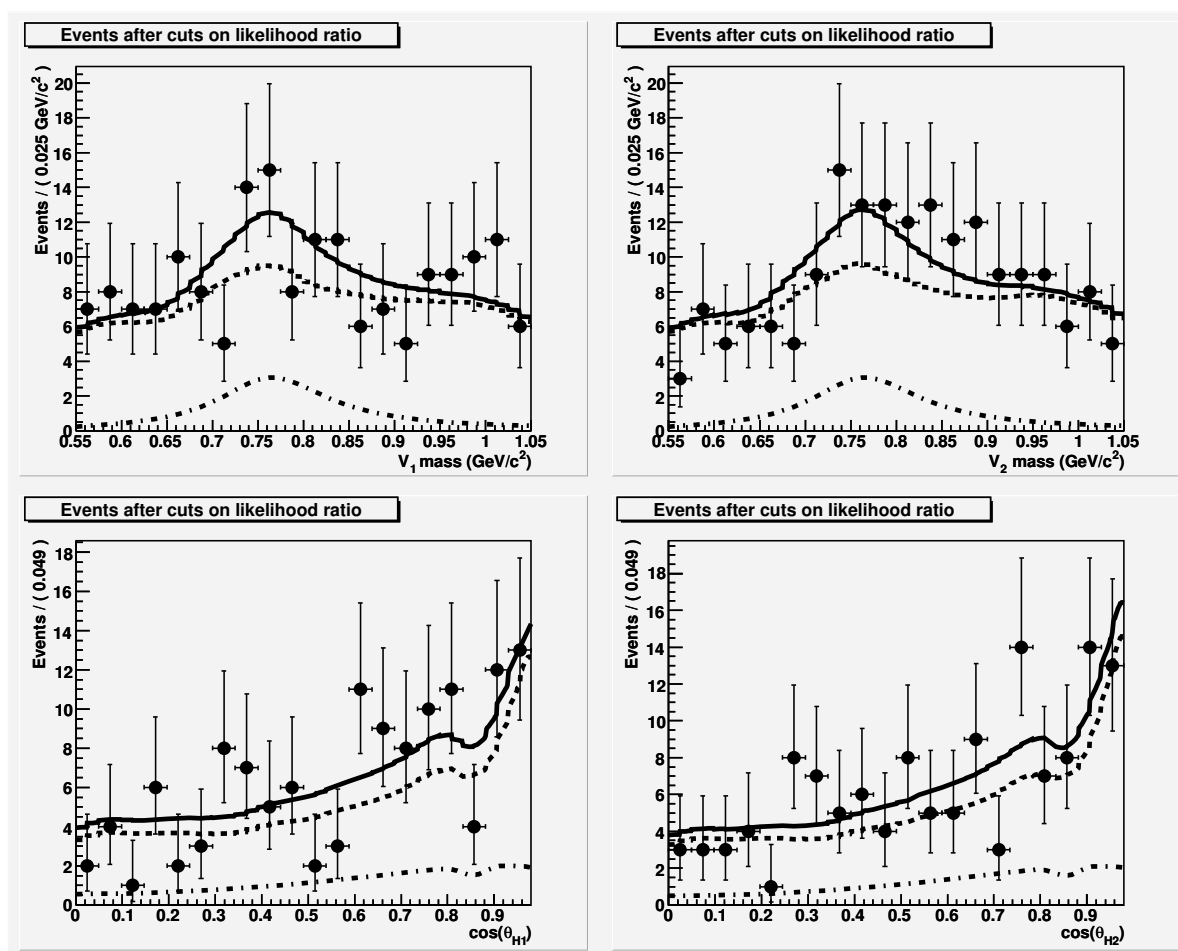 Events after cuts on likelihood ratio
Events / ( 0.025 GeV/c² )
20
18
16
14
12
10
8
6
4
2
0
0.55 0.6 0.65 0.7 0.75 0.8 0.85 0.9 0.95 1 1.05
V₁ mass (GeV/c²)
Events after cuts on likelihood ratio
Events / ( 0.025 GeV/c² )
20
18
16
14
12
10
8
6
4
2
0
0.55 0.6 0.65 0.7 0.75 0.8 0.85 0.9 0.95 1 1.05
V₂ mass (GeV/c²)
Events after cuts on likelihood ratio
Events / ( 0.049 )
18
16
14
12
10
8
6
4
2
0
0 0.1 0.2 0.3 0.4 0.5 0.6 0.7 0.8 0.9
cos(θH1)
Events after cuts on likelihood ratio
Events / ( 0.049 )
18
16
14
12
10
8
6
4
2
0
0 0.1 0.2 0.3 0.4 0.5 0.6 0.7 0.8 0.9
cos(θH2)